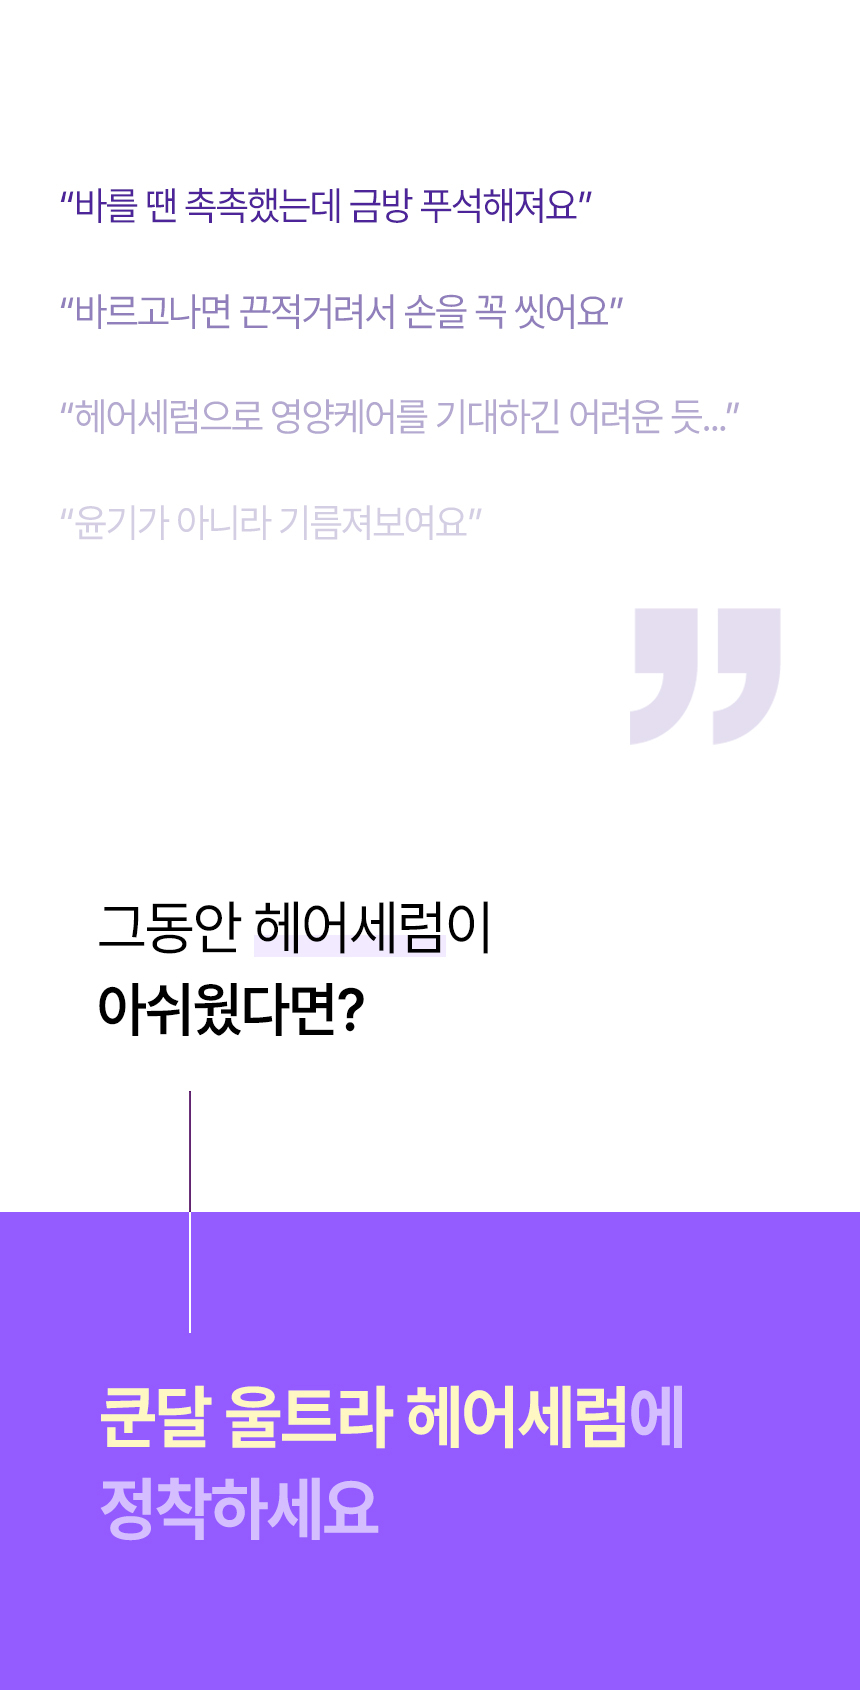 “바를 땐 촉촉했는데 금방 푸석해져요”
“바르고나면 끈적거려서 손을 꼭 씻어요”
“헤어세럼으로 영양케어를 기대하긴 어려운 듯...”
“윤기가 아니라 기름져보여요”
”
그동안 헤어세럼이
아쉬웠다면?
쿤달 울트라 헤어세럼에
정착하세요